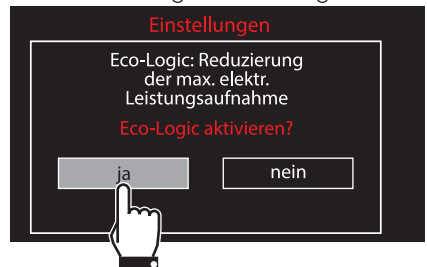 Einstellungen
Eco-Logic: Reduzierung
der max. elektr.
Leistungsaufnahme
Eco-Logic aktivieren?
ja
nein